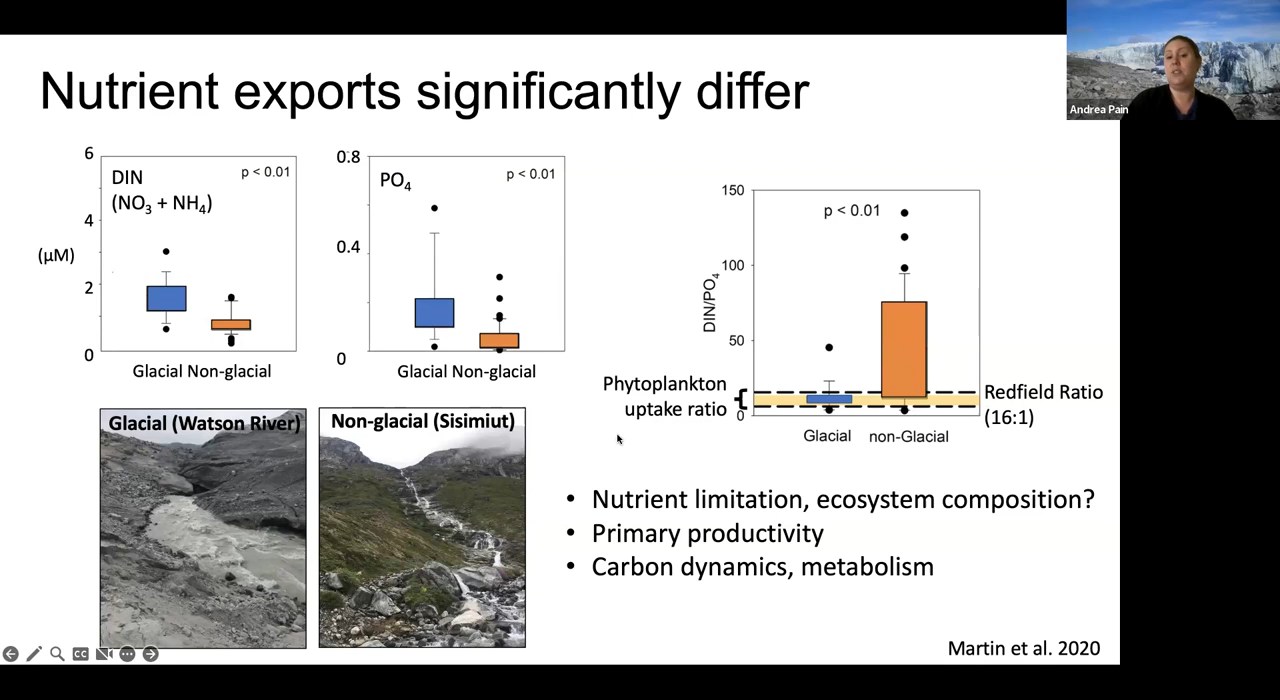 Nutrient exports significantly differ
Andrea Pain
6
4
2
0
(µM)
DIN
(NO3 + NH4)
p < 0.01
Glacial Non-glacial
0.8
0.4
0
PO4
p < 0.01
Glacial Non-glacial
150
100
50
0
DIN/PO4
p < 0.01
Glacial
non-Glacial
Phytoplankton
uptake ratio
Redfield Ratio
(16:1)
Glacial (Watson River)
Non-glacial (Sisimiut)
• Nutrient limitation, ecosystem composition?
• Primary productivity
• Carbon dynamics, metabolism
CC
Martin et al. 2020